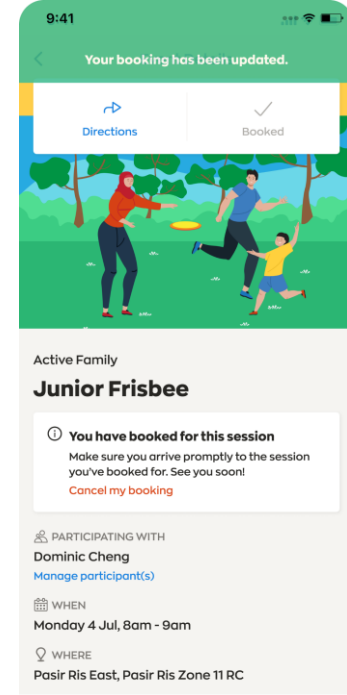 9:41
Your booking has been updated.
Directions
Booked
Active Family
Junior Frisbee
You have booked for this session
Make sure you arrive promptly to the session
you've booked for. See you soon!
Cancel my booking
PARTICIPATING WITH
Dominic Cheng
Manage participant(s)
WHEN
Monday 4 Jul, 8am - 9am
WHERE
Pasir Ris East, Pasir Ris Zone 11 RC